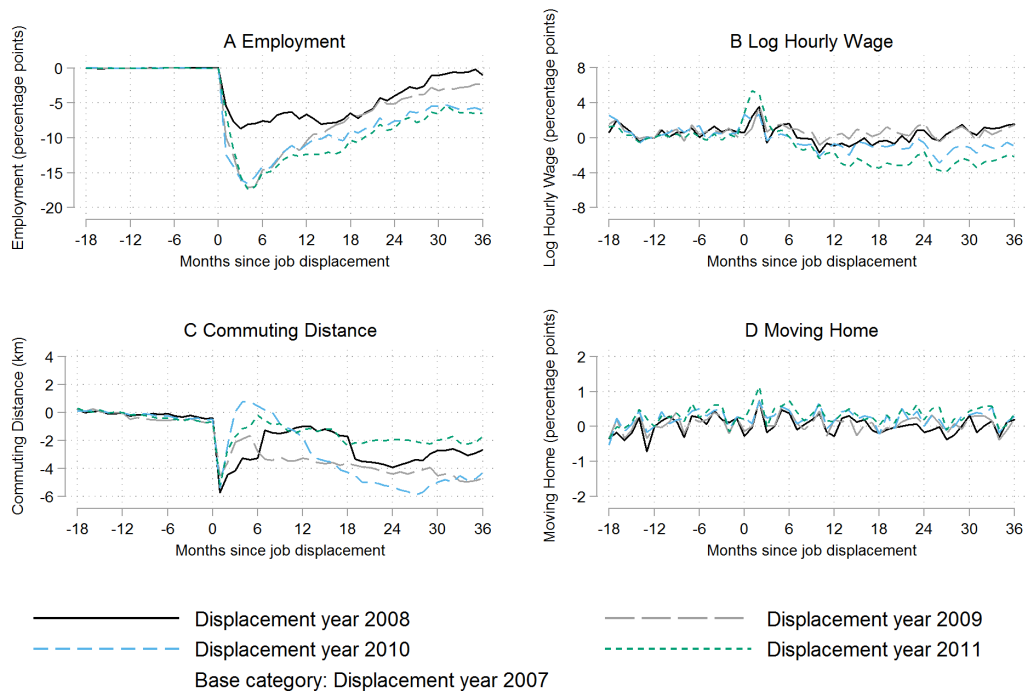 A Employment
Employment (percentage points)
0
-5
-10
-15
-20
-18 -12 -6 0 6 12 18 24 30 36
Months since job displacement
B Log Hourly Wage
Log Hourly Wage (percentage points)
8
4
0
-4
-8
-18 -12 -6 0 6 12 18 24 30 36
Months since job displacement
C Commuting Distance
Commuting Distance (km)
4
2
0
-2
-4
-6
-18 -12 -6 0 6 12 18 24 30 36
Months since job displacement
D Moving Home
Moving Home (percentage points)
2
1
0
-1
-2
-18 -12 -6 0 6 12 18 24 30 36
Months since job displacement
Displacement year 2008
Displacement year 2009
Displacement year 2010
Displacement year 2011
Base category: Displacement year 2007